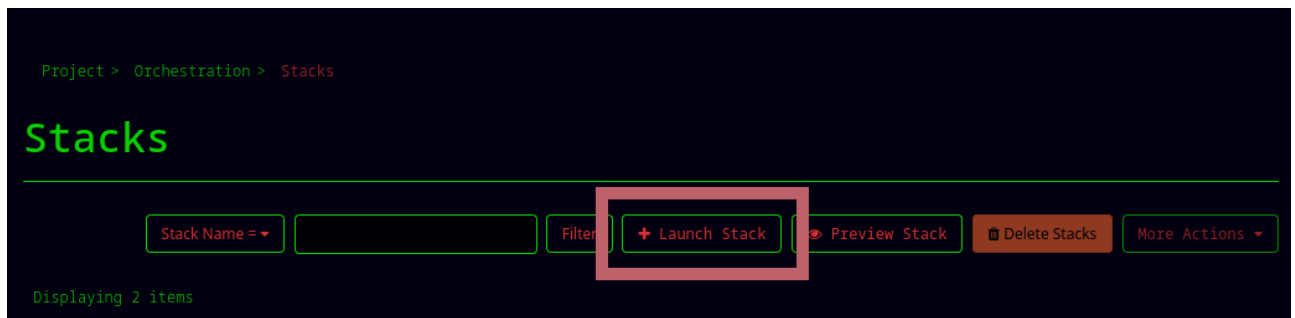 Project > Orchestration > Stacks
Stacks
Stack Name = Filter Launch Stack Preview Stack Delete Stacks More Actions
Displaying 2 items